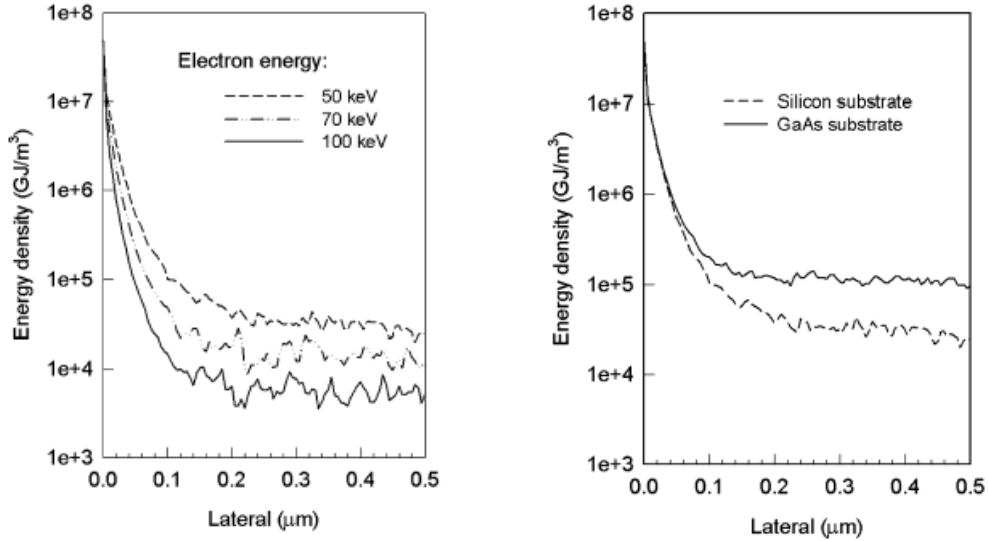 1e+8
1e+7
1e+6
1e+5
1e+4
1e+3
Energy density (GJ/m³)
Electron energy:
50 keV
70 keV
100 keV
0.0 0.1 0.2 0.3 0.4 0.5
Lateral (μm)
1e+8
1e+7
1e+6
1e+5
1e+4
1e+3
Energy density (GJ/m³)
Silicon substrate
GaAs substrate
0.0 0.1 0.2 0.3 0.4 0.5
Lateral (μm)